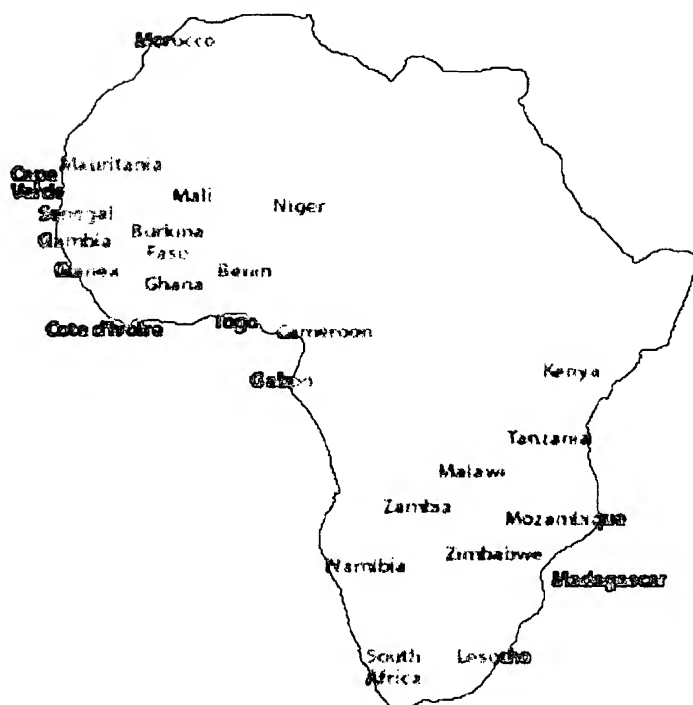 Morocco
Mauritania
Cape
Verde
Mali
Niger
Senegal
Burkina
Faso
Gambia
Guinea
Ghana
Benin
Cote d'Ivoire
Togo
Cameroon
Gabon
Kenya
Tanzania
Malawi
Zambia
Mozambique
Zimbabwe
Namibia
Madagascar
South
Africa
Lesotho